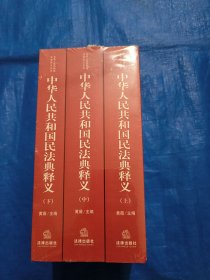 中华人民共和国民法典释义
(下)
黄薇/主编
法律出版社
中华人民共和国民法典释义
(中)
黄薇/主编
法律出版社
中华人民共和国民法典释义
(上)
黄薇/主编
法律出版社